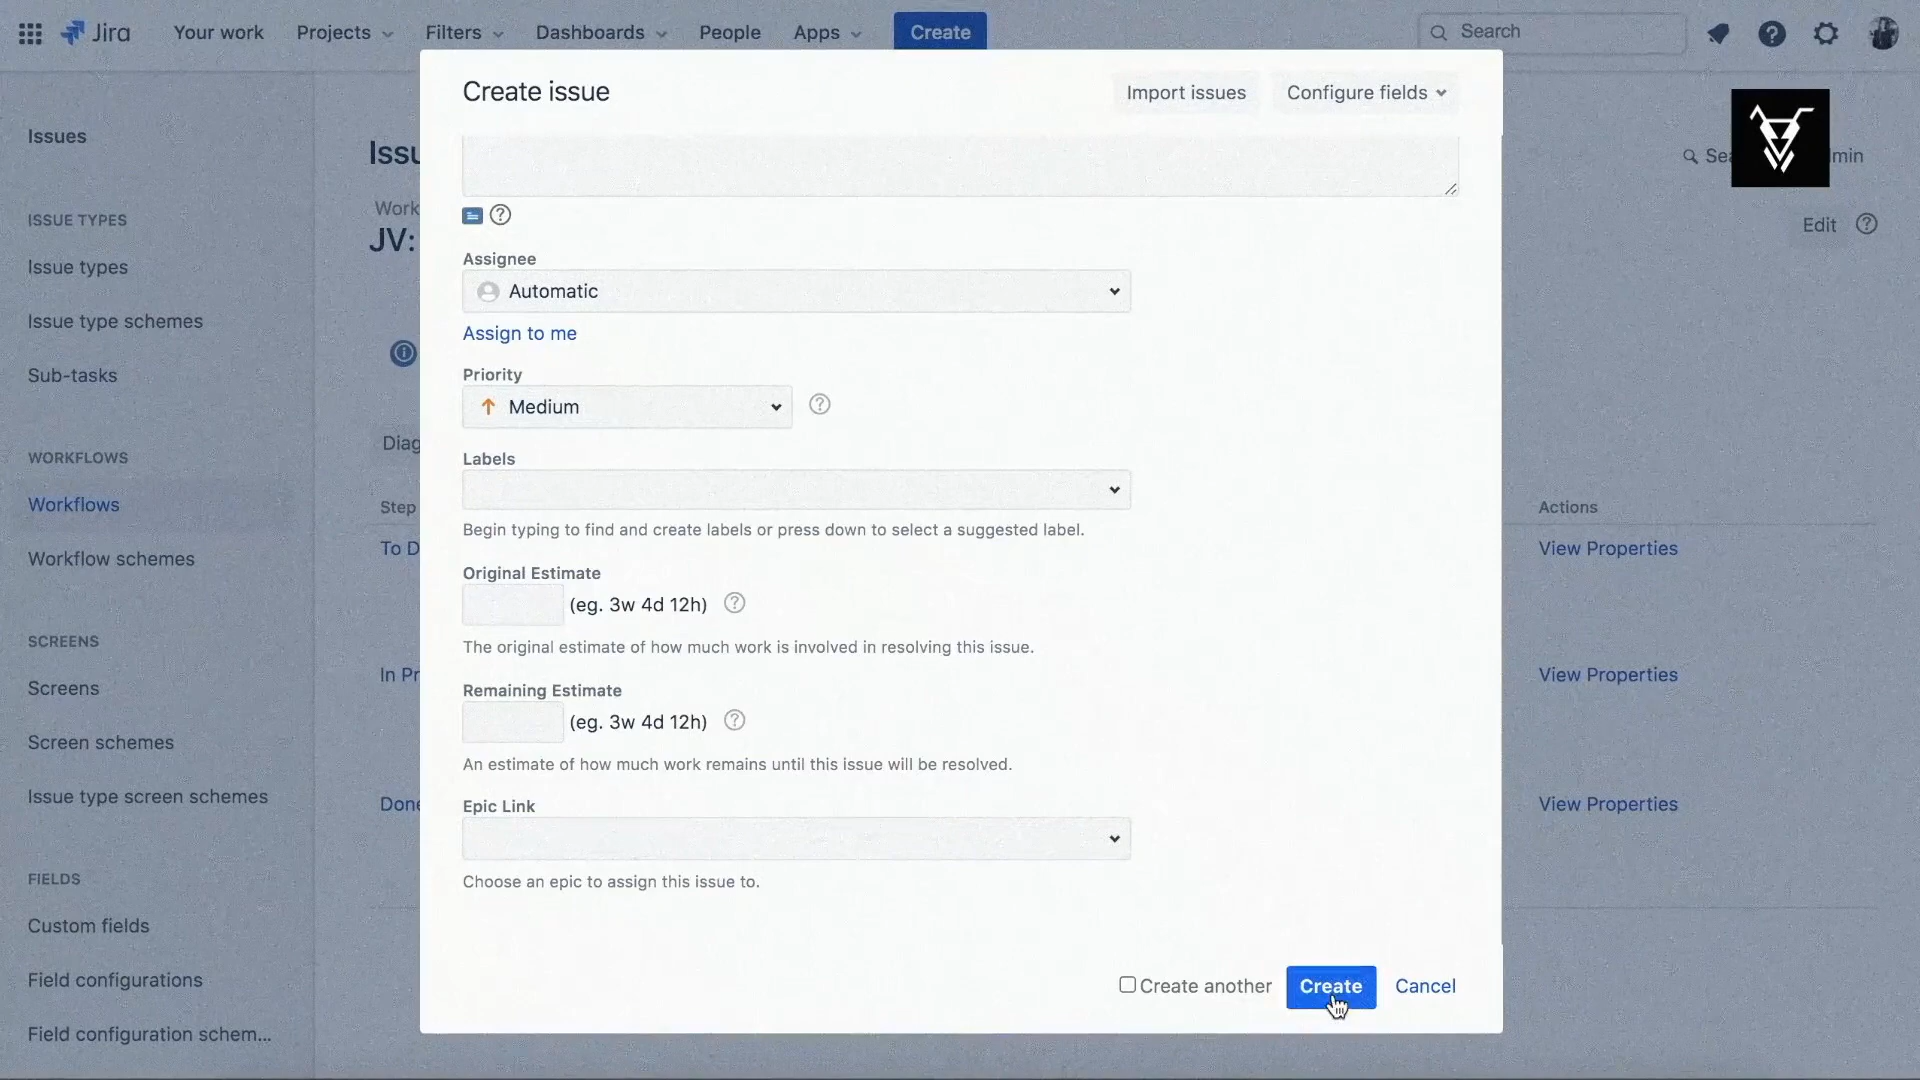 Jira
Your work
Projects
Filters
Dashboards
People
Apps
Create
Search
Create issue
Import issues
Configure fields
Issues
ISSUE TYPES
Issue types
Issue type schemes
Sub-tasks
WORKFLOWS
Workflows
Workflow schemes
SCREENS
Screens
Screen schemes
Issue type screen schemes
FIELDS
Custom fields
Field configurations
Field configuration schem...
Issu
Work
JV:
Diag
Step
To D
In Pr
Done
Assignee
Automatic
Assign to me
Priority
Medium
Labels
Begin typing to find and create labels or press down to select a suggested label.
Original Estimate
(eg. 3w 4d 12h)
The original estimate of how much work is involved in resolving this issue.
Remaining Estimate
(eg. 3w 4d 12h)
An estimate of how much work remains until this issue will be resolved.
Epic Link
Choose an epic to assign this issue to.
Create another
Create
Cancel
Sea
min
Edit
Actions
View Properties
View Properties
View Properties